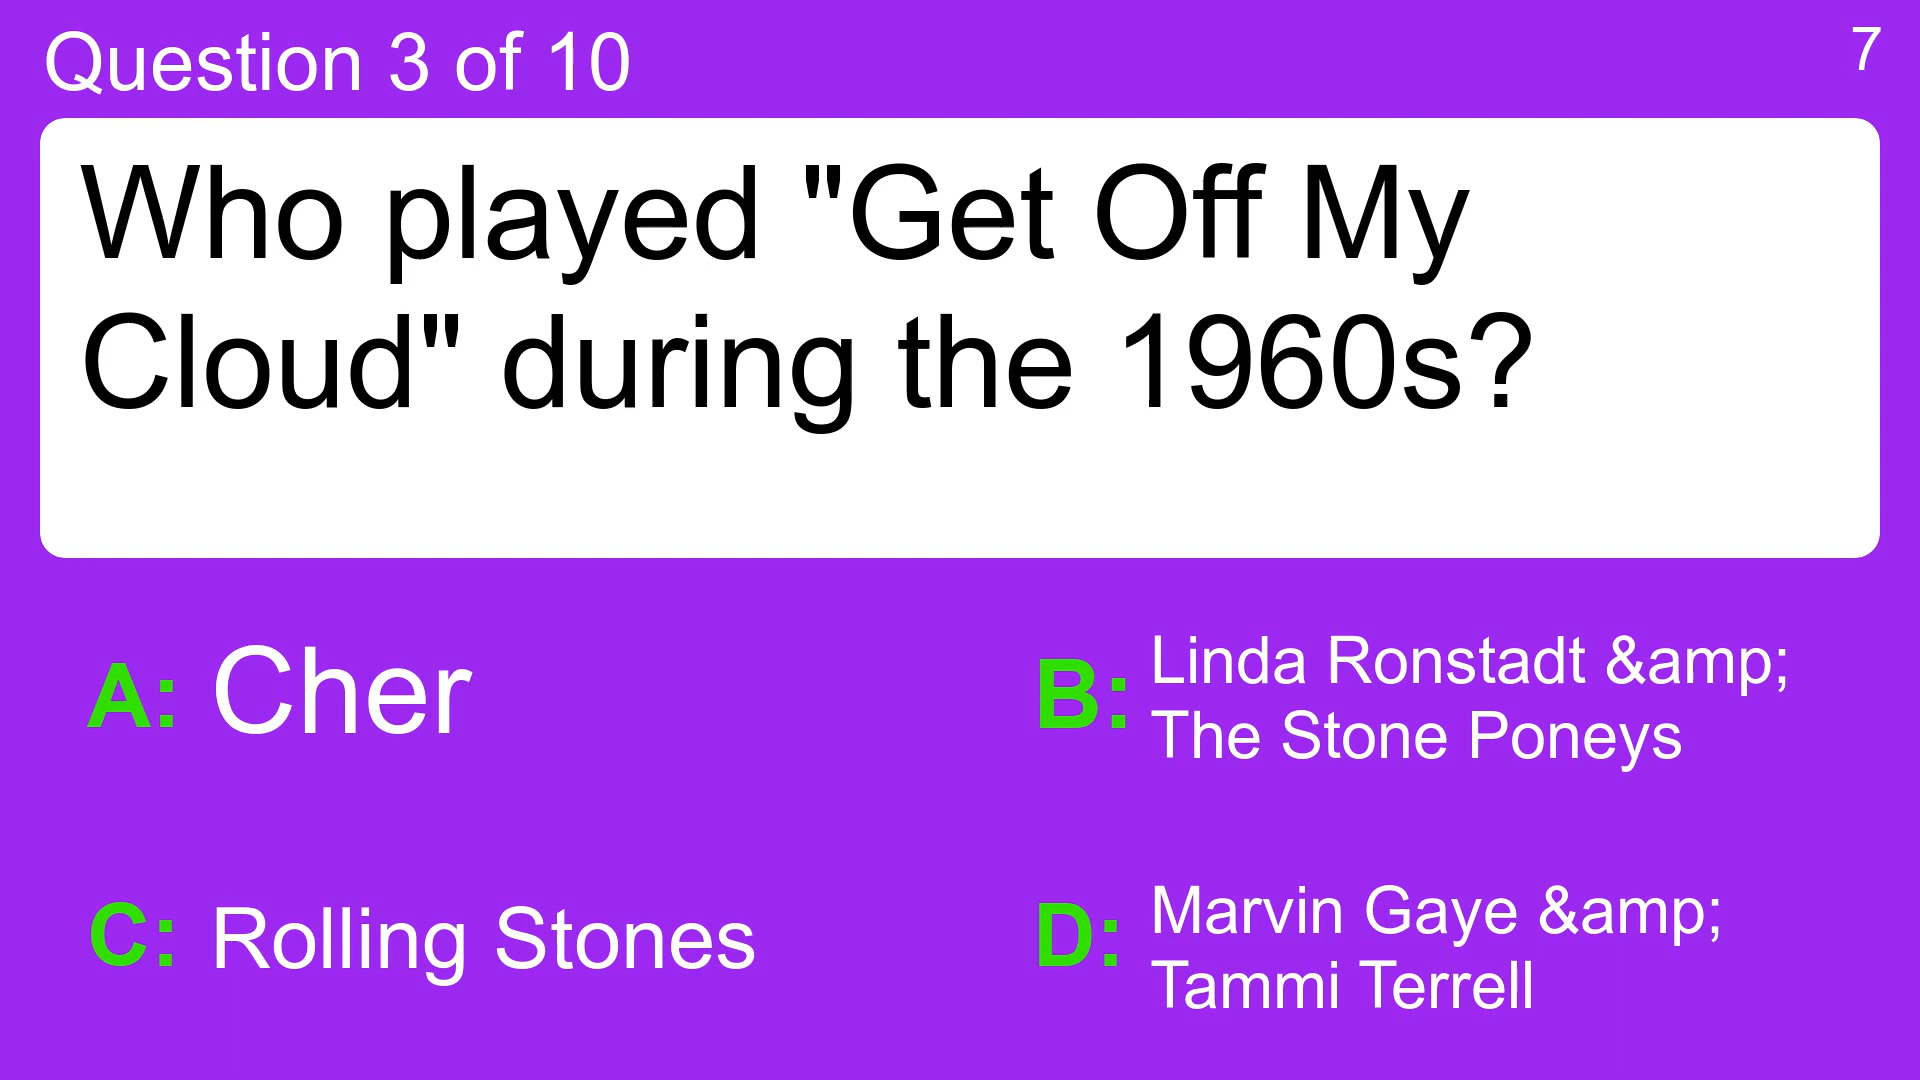 Question 3 of 10
7
Who played "Get Off My
Cloud" during the 1960s?
A: Cher
B: Linda Ronstadt &amp;
The Stone Poneys
C: Rolling Stones
D: Marvin Gaye &amp;
Tammi Terrell